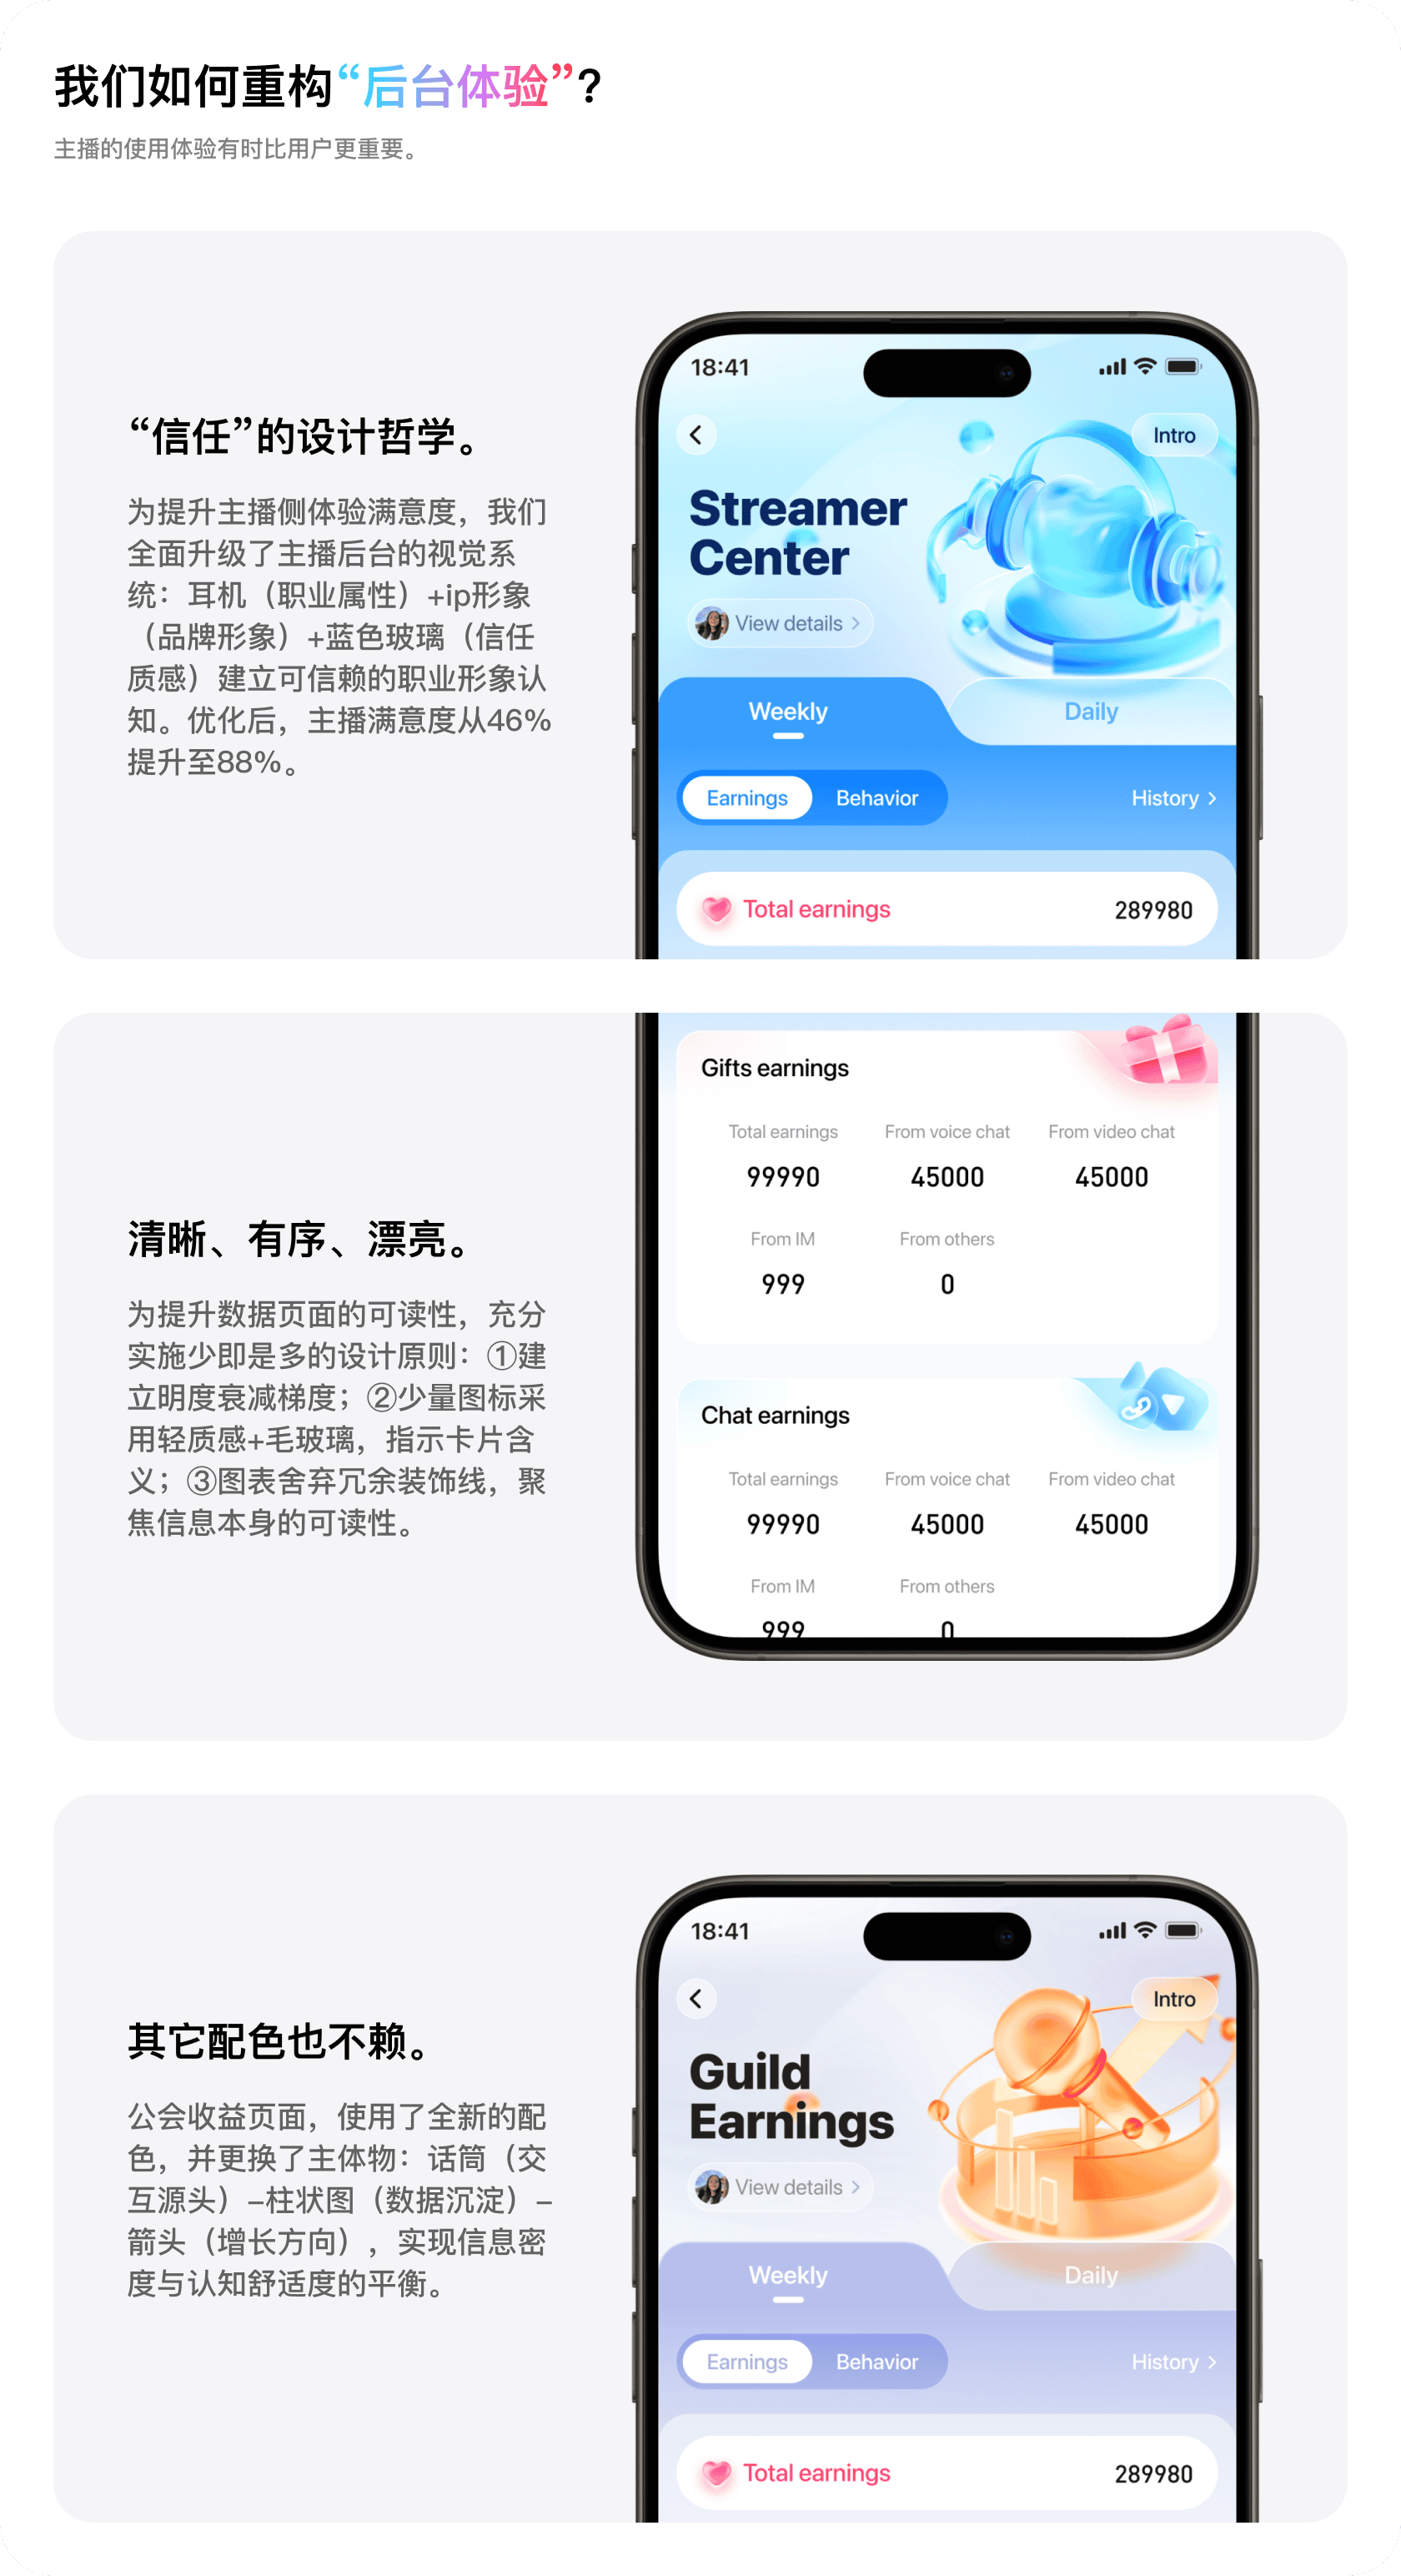 我们如何重构“后台体验”?
主播的使用体验有时比用户更重要。
“信任”的设计哲学。
为提升主播侧体验满意度，我们
全面升级了主播后台的视觉系
统：耳机（职业属性）+ip形象
（品牌形象）+蓝色玻璃（信任
质感）建立可信赖的职业形象认
知。优化后，主播满意度从46%
提升至88%。
18:41
Intro
Streamer
Center
View details
Weekly
Daily
Earnings
Behavior
History
Total earnings
289980
清晰、有序、漂亮。
为提升数据页面的可读性，充分
实施少即是多的设计原则：①建
立明度衰减梯度；②少量图标采
用轻质感+毛玻璃，指示卡片含
义；③图表舍弃冗余装饰线，聚
焦信息本身的可读性。
Gifts earnings
Total earnings From voice chat From video chat
99990 45000 45000
From IM From others
999 0
Chat earnings
Total earnings From voice chat From video chat
99990 45000 45000
From IM From others
999 0
其它配色也不赖。
公会收益页面，使用了全新的配
色，并更换了主体物：话筒（交
互源头）–柱状图（数据沉淀）–
箭头（增长方向），实现信息密
度与认知舒适度的平衡。
18:41
Intro
Guild
Earnings
View details
Weekly
Daily
Earnings
Behavior
History
Total earnings
289980